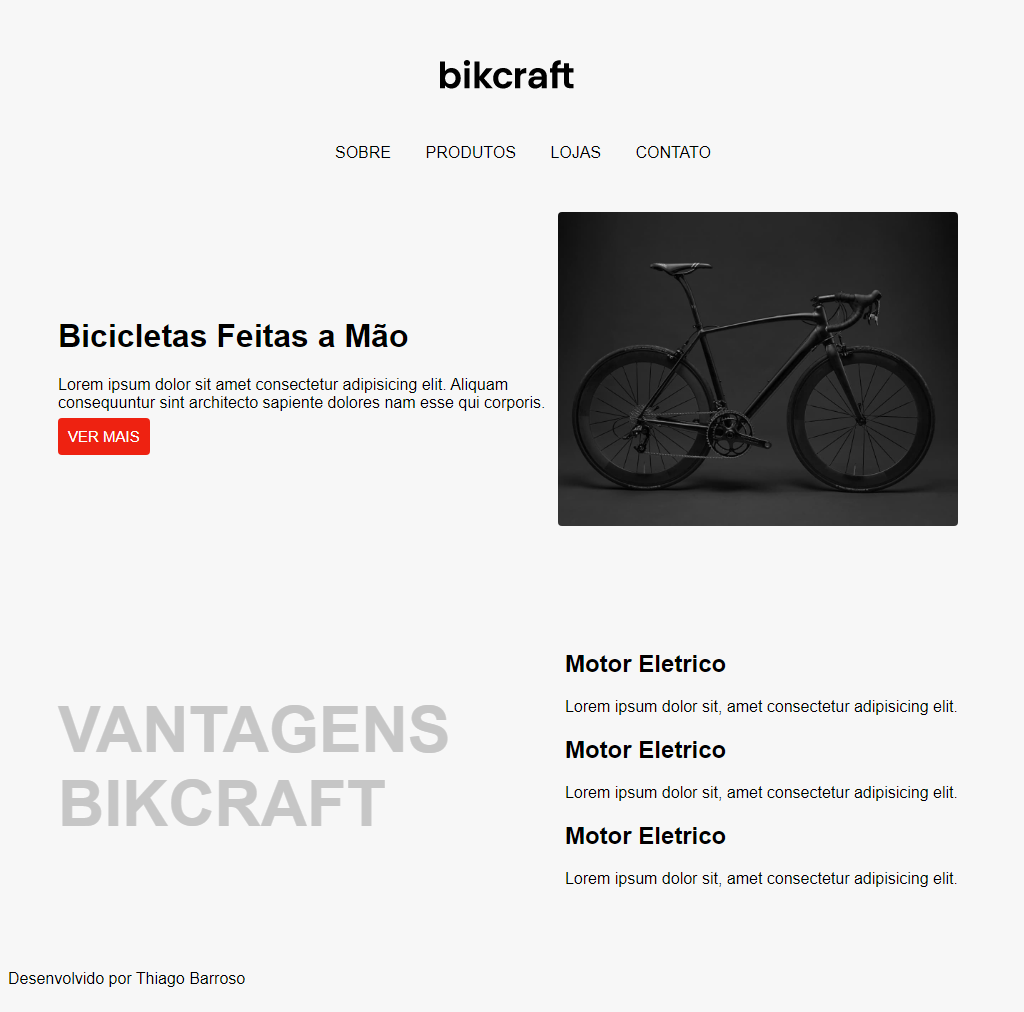 bikcraft
SOBRE PRODUTOS LOJAS CONTATO
Bicicletas Feitas a Mão
Lorem ipsum dolor sit amet consectetur adipisicing elit. Aliquam
consequuntur sint architecto sapiente dolores nam esse qui corporis.
VER MAIS
VANTAGENS
BIKCRAFT
Motor Eletrico
Lorem ipsum dolor sit, amet consectetur adipisicing elit.
Motor Eletrico
Lorem ipsum dolor sit, amet consectetur adipisicing elit.
Motor Eletrico
Lorem ipsum dolor sit, amet consectetur adipisicing elit.
Desenvolvido por Thiago Barroso